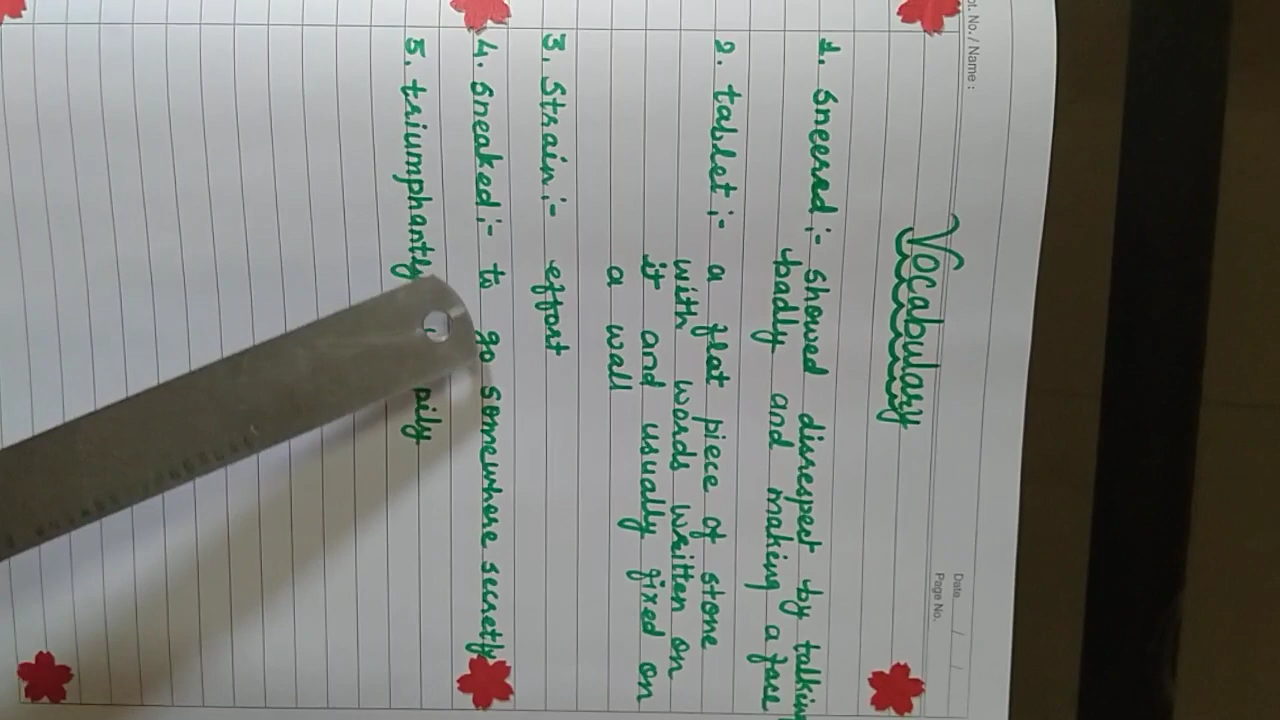 pt. No. / Name :
Date / /
Page No.
Vocabulary
1. sneered ;- showed disrespect by talking
badly and making a face
2. tablet ;- a flat piece of stone
with words written on
it and usually fixed on
a wall
3. Strain ;- effort
4. sneaked ;- to go somewhere secretly
5. triumphantly pily